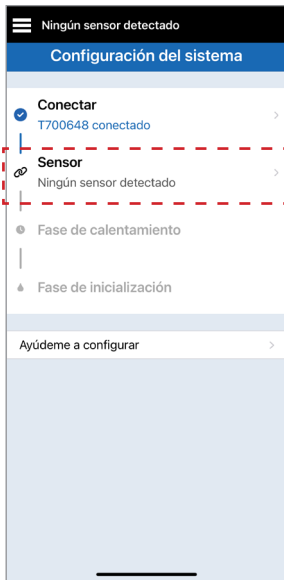 Ningún sensor detectado
Configuración del sistema
Conectar
T700648 conectado
Sensor
Ningún sensor detectado
Fase de calentamiento
Fase de inicialización
Ayúdeme a configurar